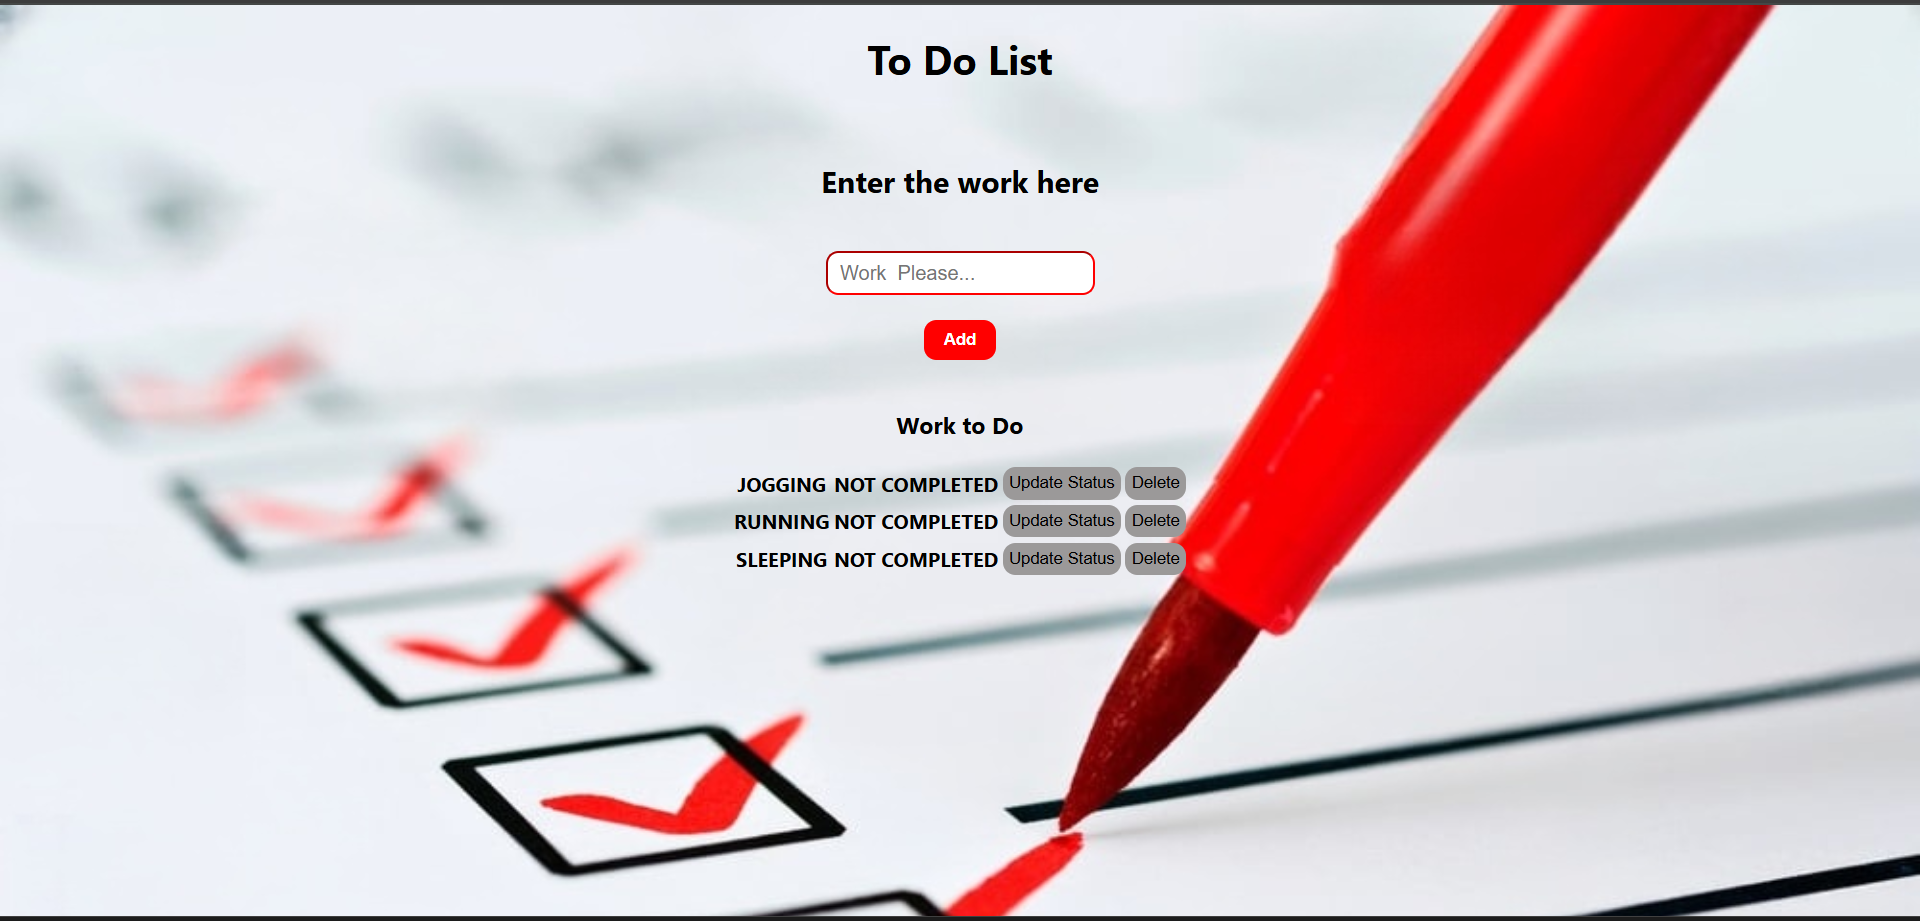 To Do List
Enter the work here
Work  Please...
Add
Work to Do
JOGGING NOT COMPLETED Update Status Delete
RUNNING NOT COMPLETED Update Status Delete
SLEEPING NOT COMPLETED Update Status Delete